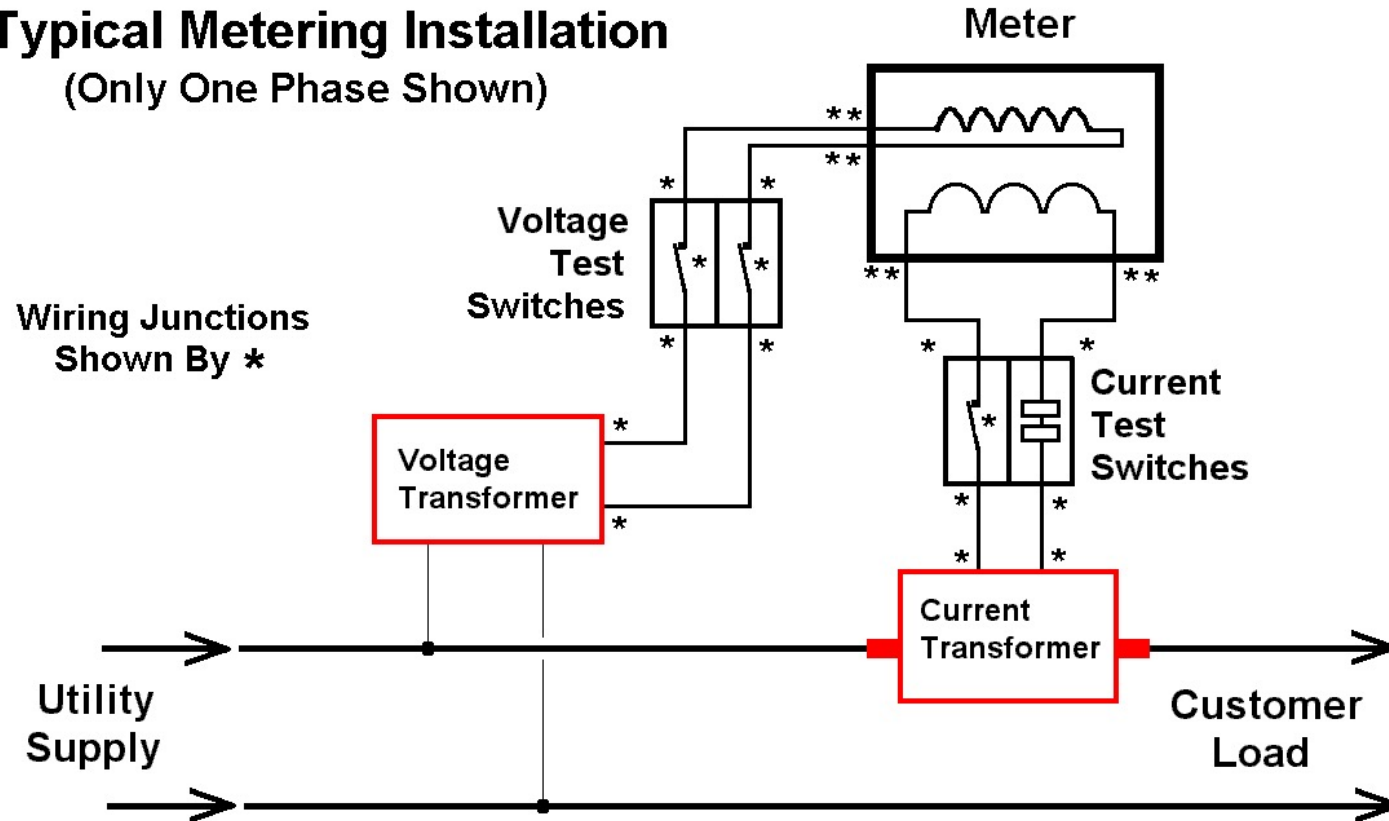 Typical Metering Installation
(Only One Phase Shown)
Meter
**
**
* *
Voltage
Test
Switches
* *
* *
** **
Wiring Junctions
Shown By *
* *
Current
Test
Switches
*
* *
* *
Voltage
Transformer
*
*
Current
Transformer
Utility
Supply
Customer
Load